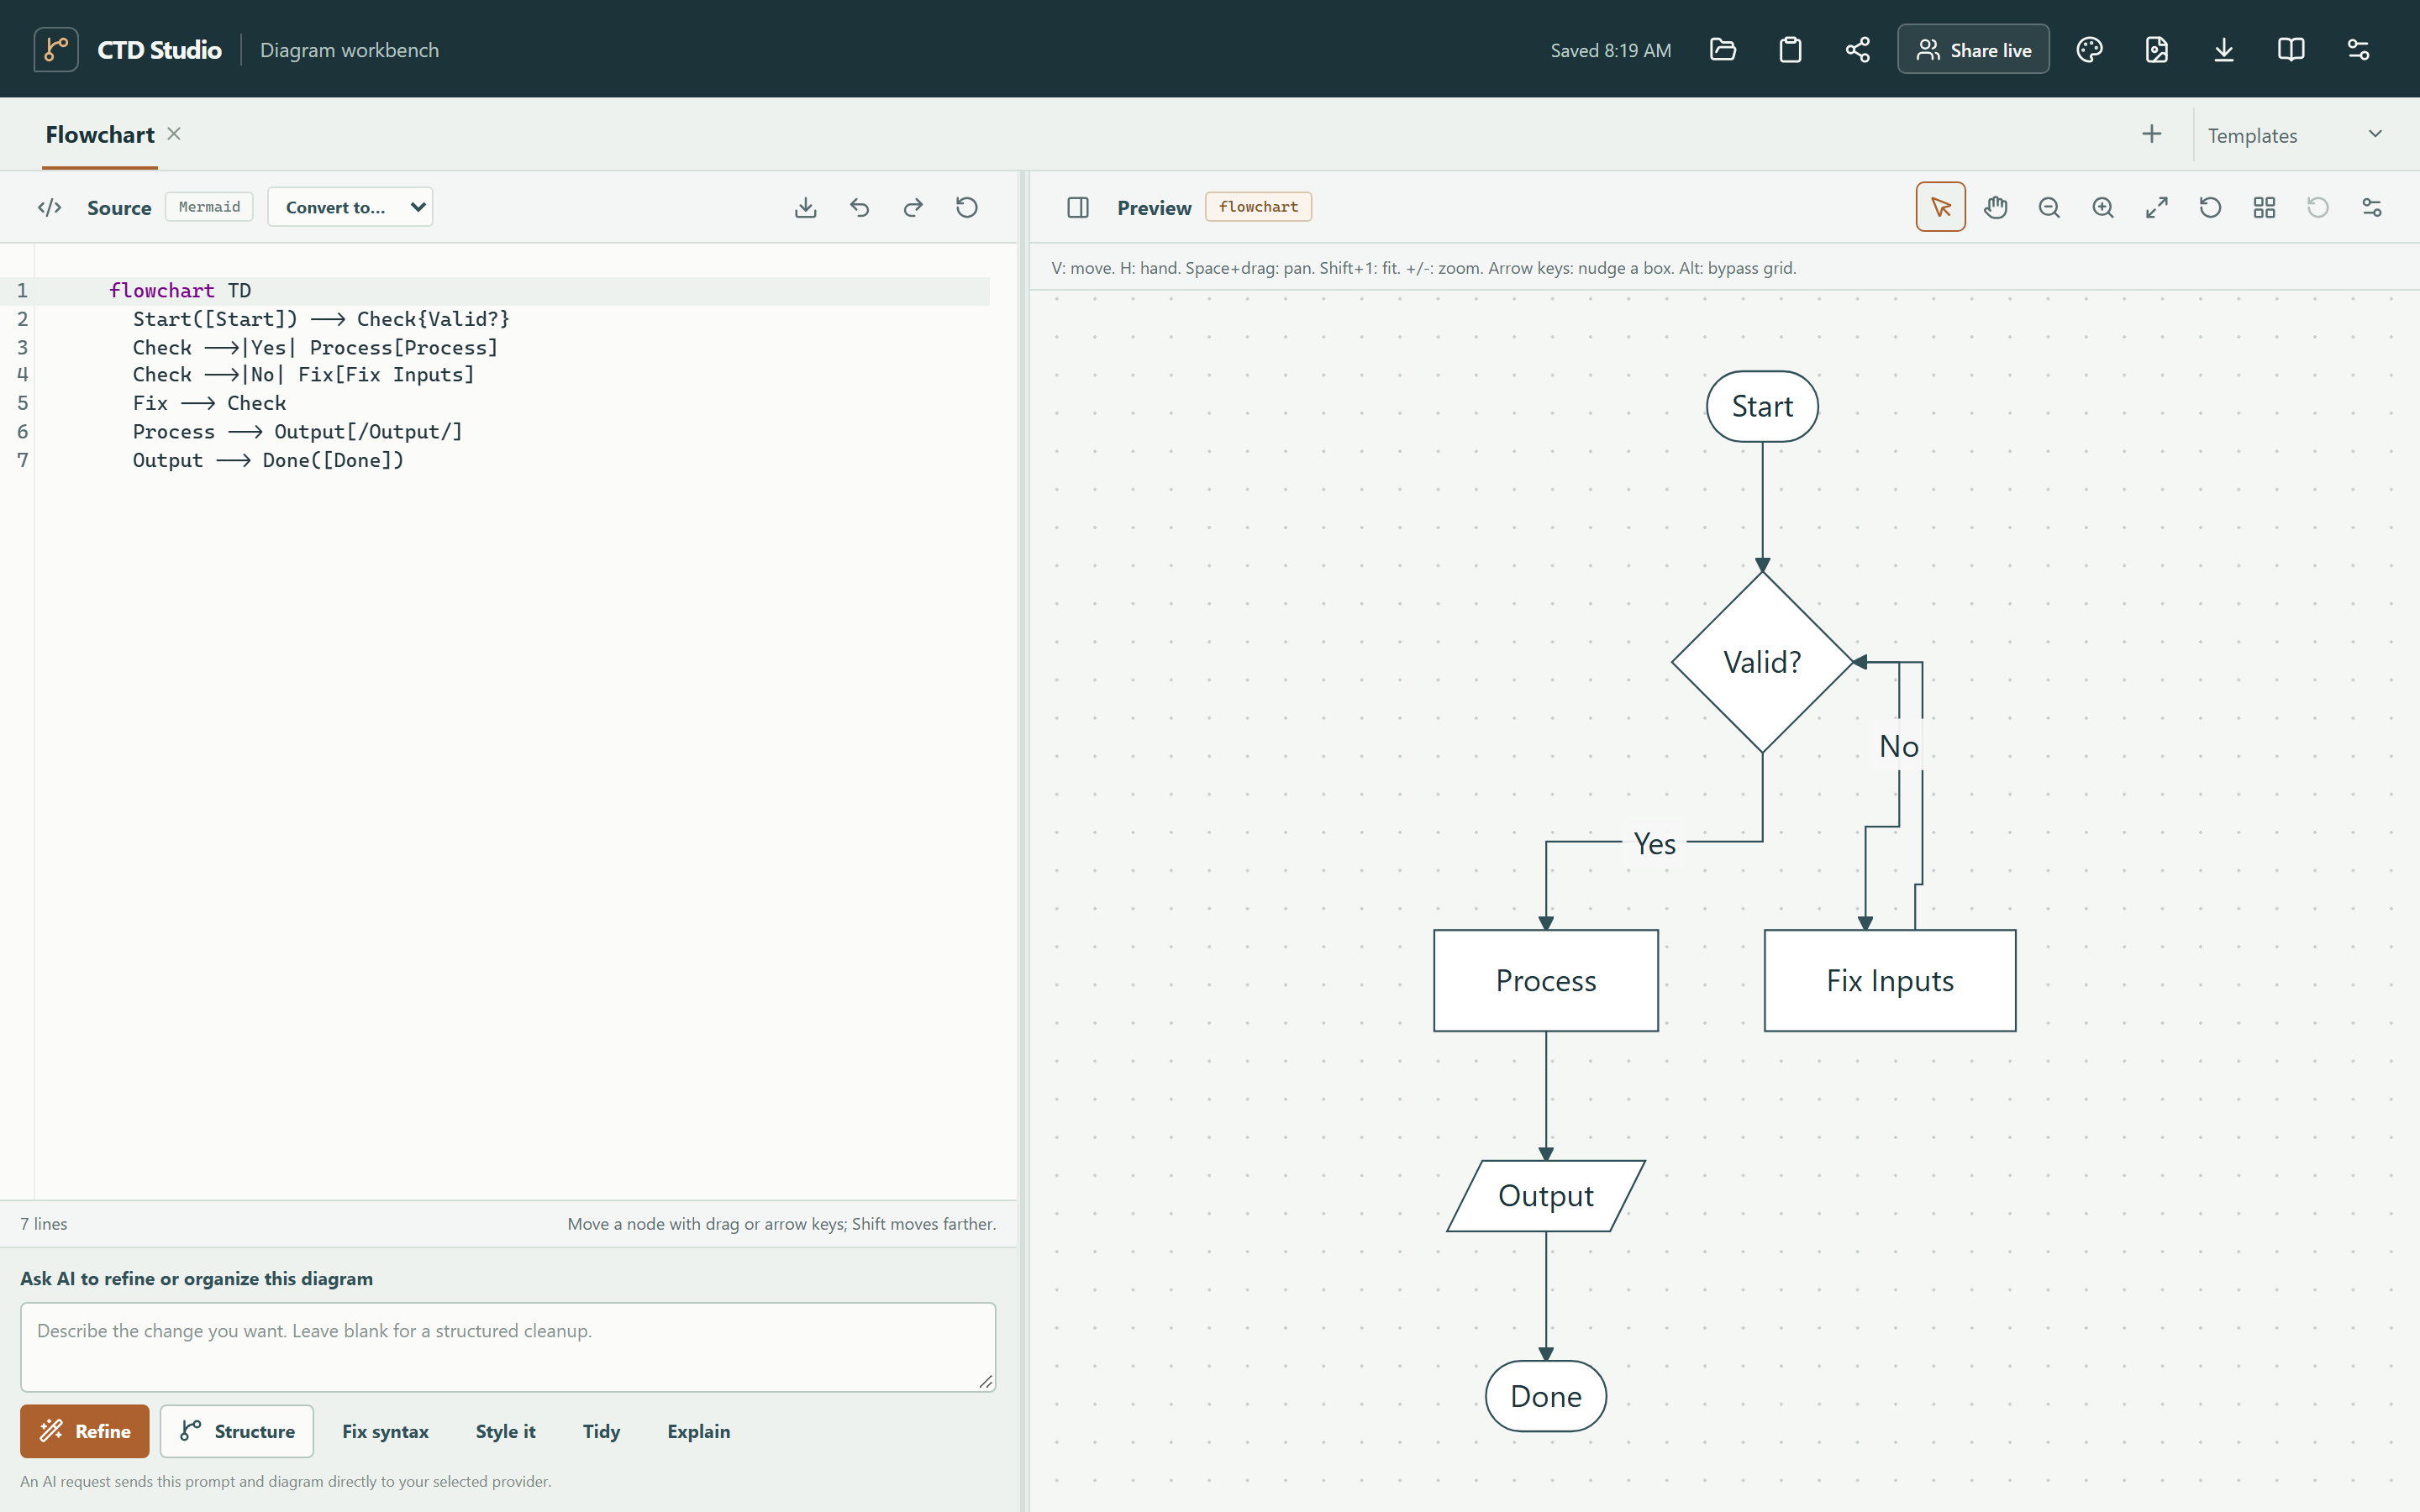 CTD Studio
Diagram workbench
Saved 8:19 AM
Share live
Flowchart
Templates
Source
Mermaid
Convert to...
1 flowchart TD
2 Start([Start]) --> Check{Valid?}
3 Check -->|Yes| Process[Process]
4 Check -->|No| Fix[Fix Inputs]
5 Fix --> Check
6 Process --> Output[/Output/]
7 Output --> Done([Done])
7 lines
Move a node with drag or arrow keys; Shift moves farther.
Ask AI to refine or organize this diagram
Describe the change you want. Leave blank for a structured cleanup.
Refine
Structure
Fix syntax
Style it
Tidy
Explain
An AI request sends this prompt and diagram directly to your selected provider.
Preview
flowchart
V: move. H: hand. Space+drag: pan. Shift+1: fit. +/-: zoom. Arrow keys: nudge a box. Alt: bypass grid.
Start
Valid?
No
Yes
Process
Fix Inputs
Output
Done